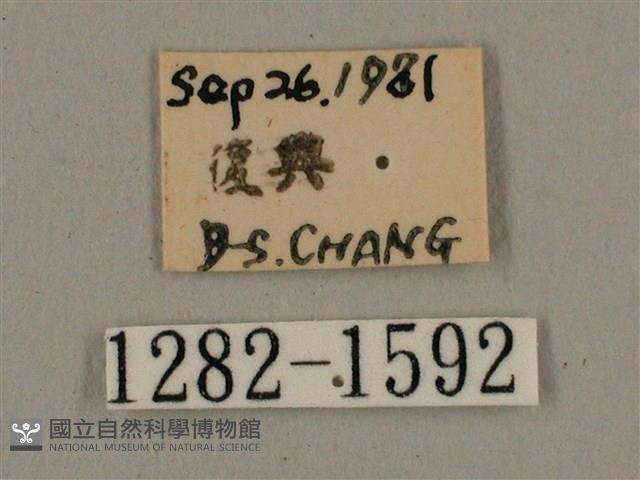 Sep 26.1981
復興
B-S.CHANG
1282-1592
國立自然科學博物館
NATIONAL MUSEUM OF NATURAL SCIENCE